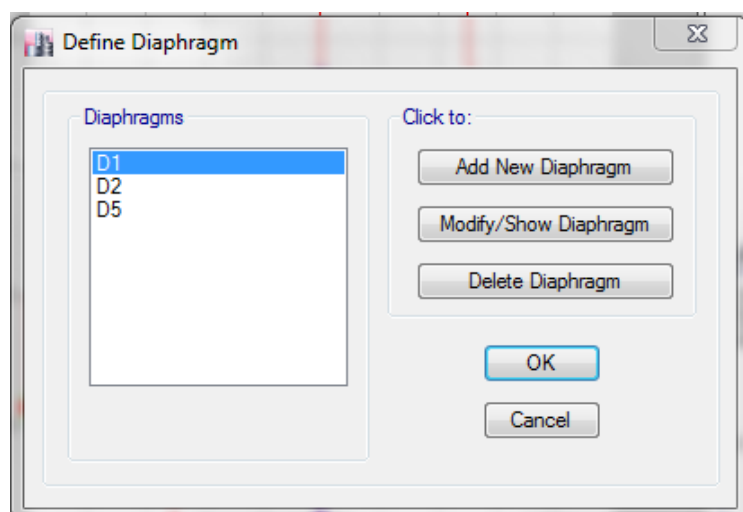 Define Diaphragm
Diaphragms
D1
D2
D5
Click to:
Add New Diaphragm
Modify/Show Diaphragm
Delete Diaphragm
OK
Cancel